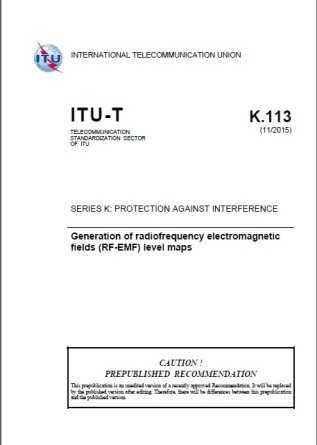 ITU
INTERNATIONAL TELECOMMUNICATION UNION
ITU-T
K.113
TELECOMMUNICATION
STANDARDIZATION SECTOR
OF ITU
(11/2015)
SERIES K: PROTECTION AGAINST INTERFERENCE
Generation of radiofrequency electromagnetic
fields (RF-EMF) level maps
CAUTION !
PREPUBLISHED RECOMMENDATION
This prepublication is an unedited version of a recently approved Recommendation. It will be replaced
by the published version after editing. Therefore, there will be differences between this prepublication
and the published version.